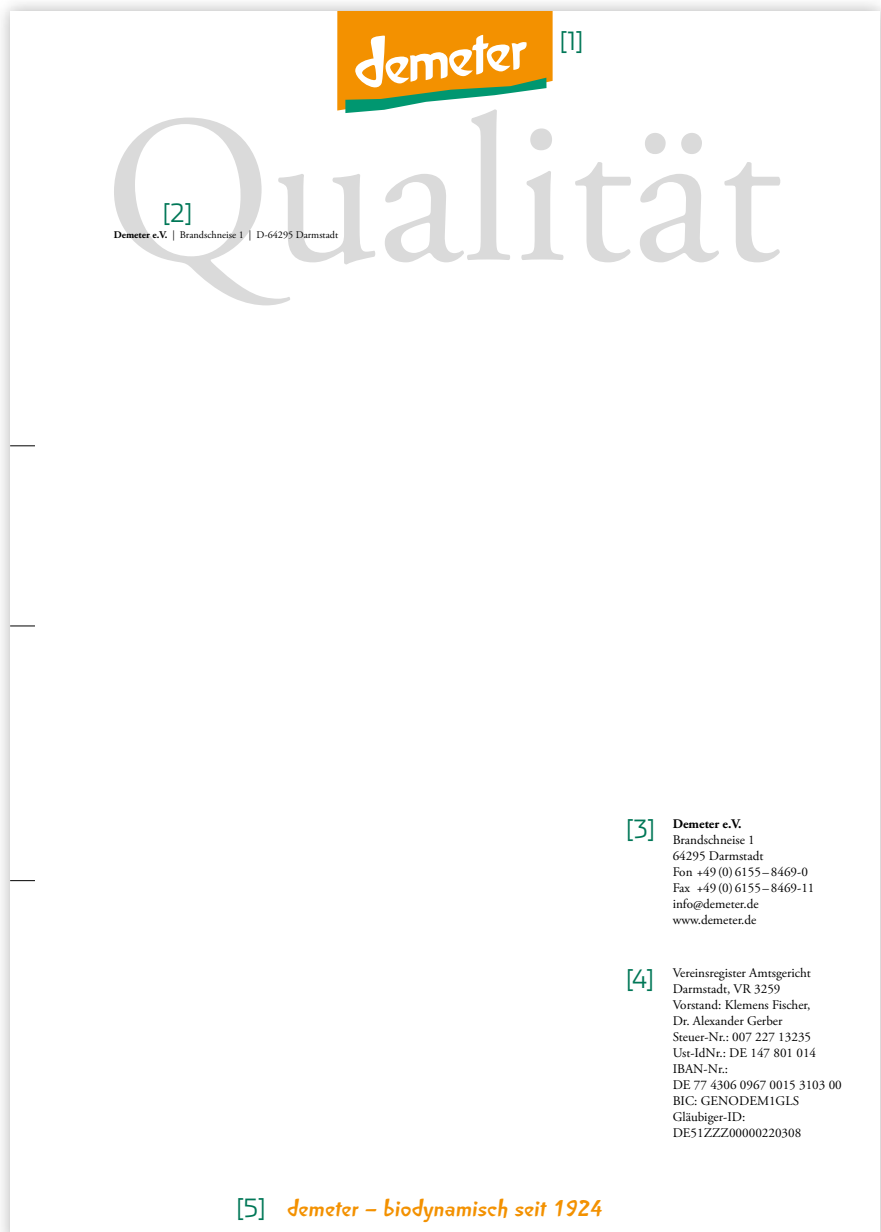 demeter [1]
Qualität
[2]
Demeter e.V. | Brandschneise 1 | D-64295 Darmstadt
[3] Demeter e.V.
Brandschneise 1
64295 Darmstadt
Fon +49 (0) 6155 – 8469-0
Fax +49 (0) 6155 – 8469-11
info@demeter.de
www.demeter.de
[4] Vereinsregister Amtsgericht
Darmstadt, VR 3259
Vorstand: Klemens Fischer,
Dr. Alexander Gerber
Steuer-Nr.: 007 227 13235
Ust-IdNr.: DE 147 801 014
IBAN-Nr.:
DE 77 4306 0967 0015 3103 00
BIC: GENODEM1GLS
Gläubiger-ID:
DE51ZZZ00000220308
[5] demeter – biodynamisch seit 1924